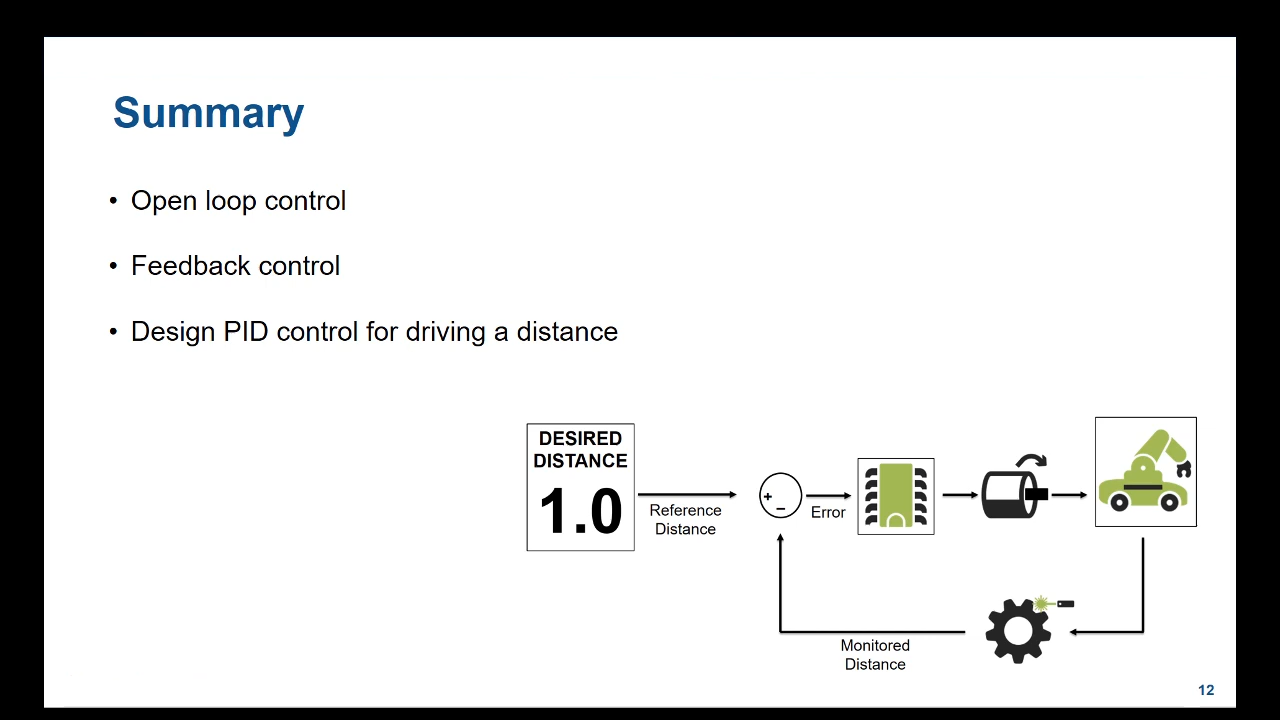 Summary
• Open loop control
• Feedback control
• Design PID control for driving a distance
DESIRED
DISTANCE
1.0
Reference
Distance
+
−
Error
Monitored
Distance
12